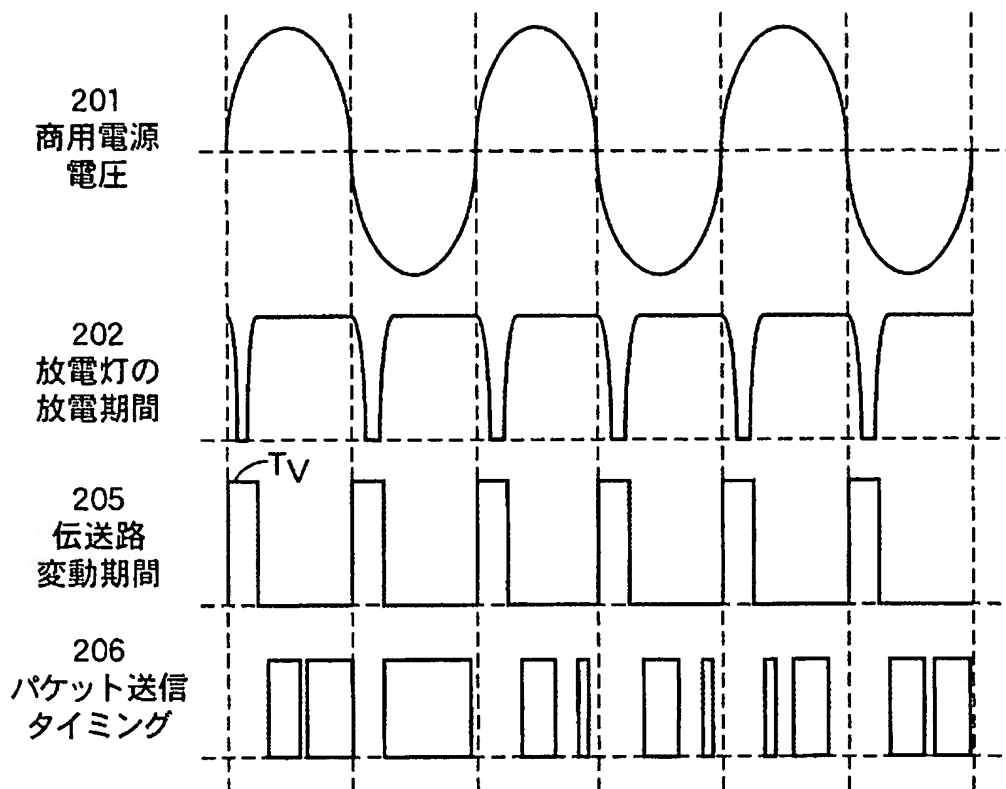 201
商用電源
電圧
202
放電灯の
放電期間
TV
205
伝送路
変動期間
206
パケット送信
タイミング